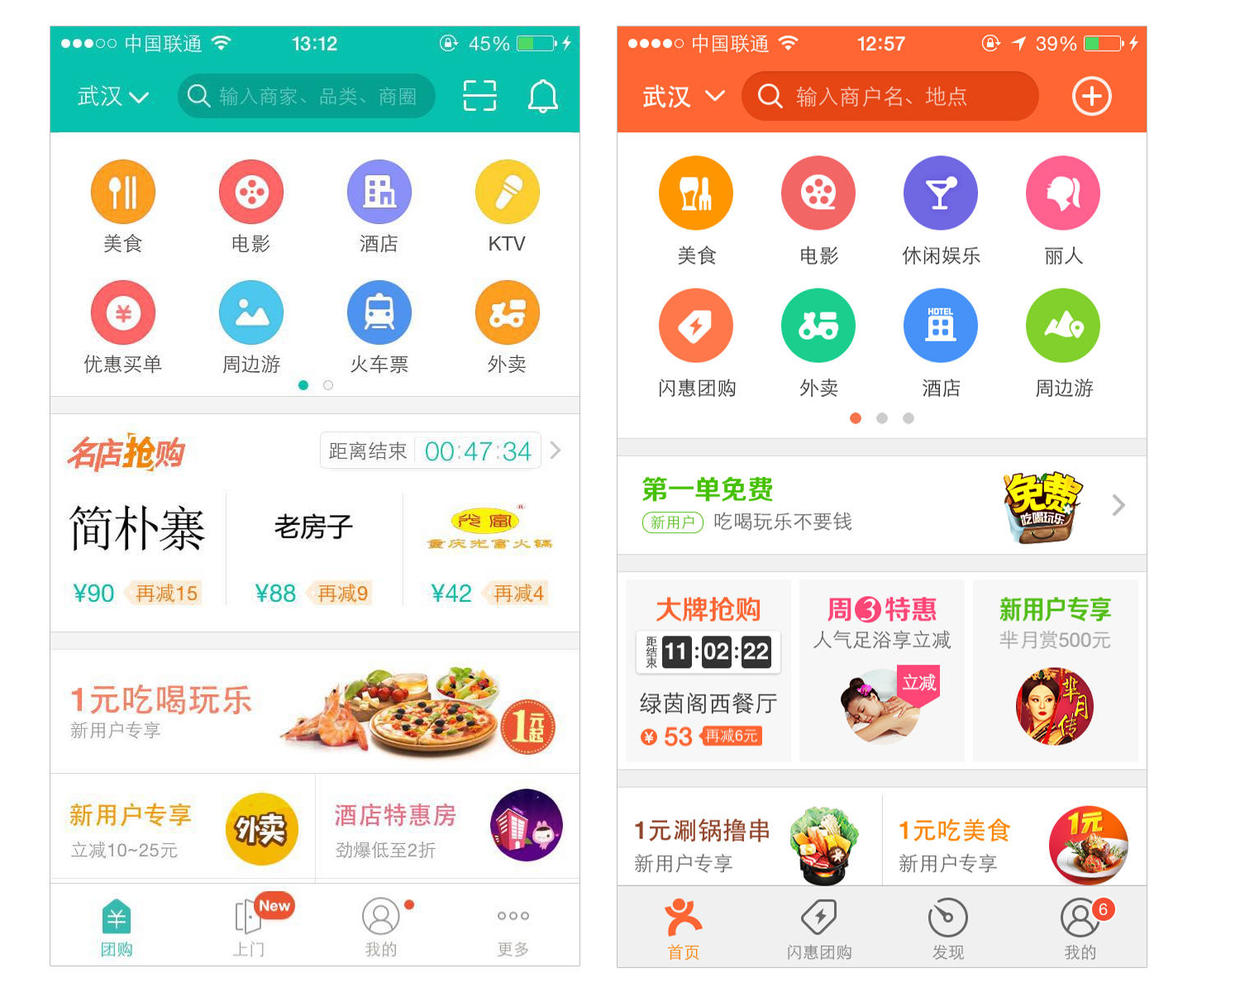 中国联通 13:12 45%
武汉 输入商家、品类、商圈
美食 电影 酒店 KTV
¥
优惠买单 周边游 火车票 外卖
名店抢购 距离结束 00:47:34
简朴寨 老房子 重庆光富火锅
¥90 再减15 ¥88 再减9 ¥42 再减4
1元吃喝玩乐
新用户专享
1元起
新用户专享 外卖 酒店特惠房
立减10~25元 劲爆低至2折
¥ New
团购 上门 我的 更多
中国联通 12:57 39%
武汉 输入商户名、地点
美食 电影 休闲娱乐 丽人
HOTEL
闪惠团购 外卖 酒店 周边游
第一单免费
新用户 吃喝玩乐不要钱
免费
吃喝玩乐
大牌抢购 周3特惠 新用户专享
距结束 11:02:22 人气足浴享立减 芈月赏500元
立减 芈月传
绿茵阁西餐厅
¥ 53 再减6元
1元涮锅撸串 1元吃美食 1元
新用户专享 新用户专享
6
首页 闪惠团购 发现 我的